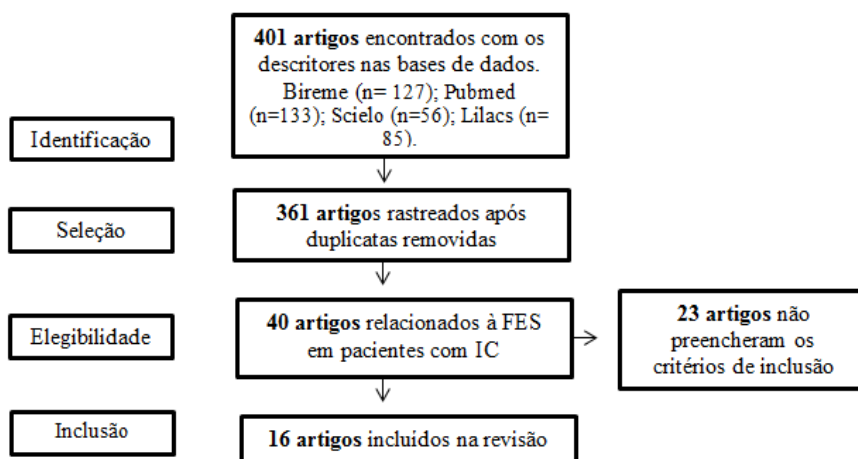 401 artigos encontrados com os
descritores nas bases de dados.
Bireme (n= 127); Pubmed
(n=133); Scielo (n=56); Lilacs (n=
85).
Identificação
361 artigos rastreados após
duplicatas removidas
Seleção
40 artigos relacionados à FES
em pacientes com IC
Elegibilidade
23 artigos não
preencheram os
critérios de inclusão
Inclusão
16 artigos incluídos na revisão